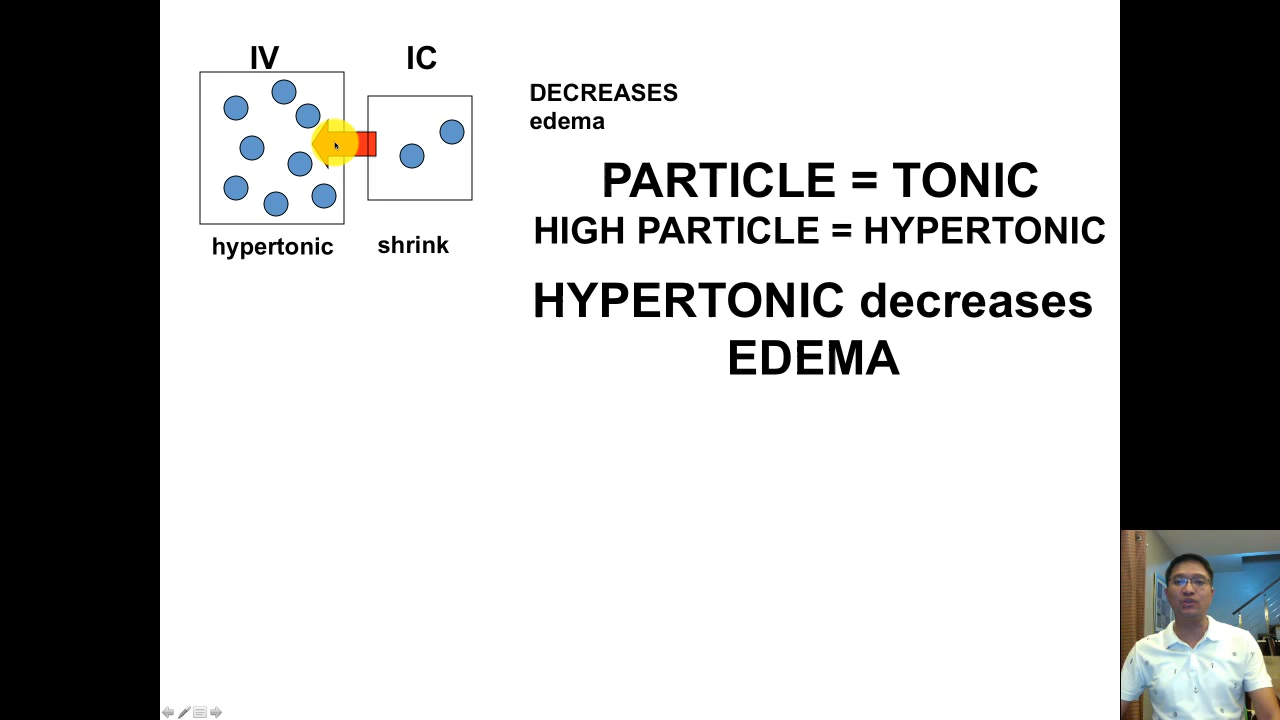 IV
IC
hypertonic
shrink
DECREASES
edema
PARTICLE = TONIC
HIGH PARTICLE = HYPERTONIC
HYPERTONIC decreases
EDEMA